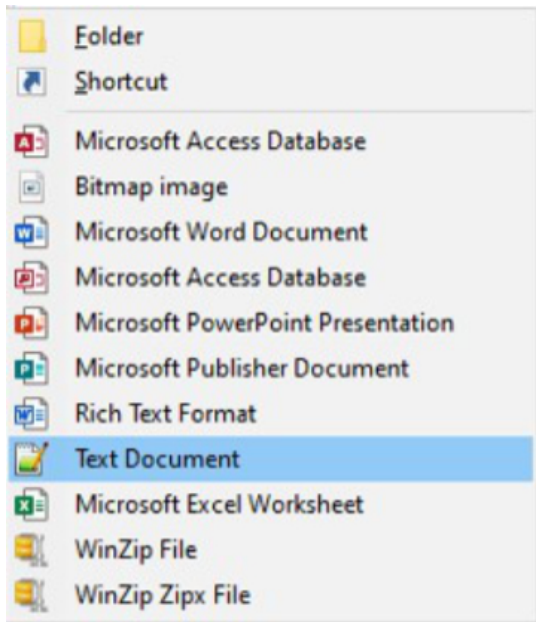 Folder
Shortcut
Microsoft Access Database
Bitmap image
Microsoft Word Document
Microsoft Access Database
Microsoft PowerPoint Presentation
Microsoft Publisher Document
Rich Text Format
Text Document
Microsoft Excel Worksheet
WinZip File
WinZip Zipx File